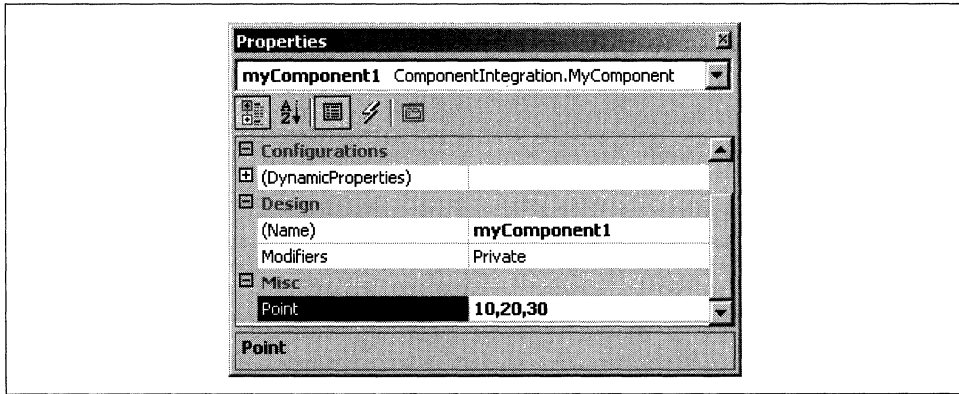 Properties
myComponent1 ComponentIntegration.MyComponent
Configurations
(DynamicProperties)
Design
(Name) myComponent1
Modifiers Private
Misc
Point 10,20,30
Point